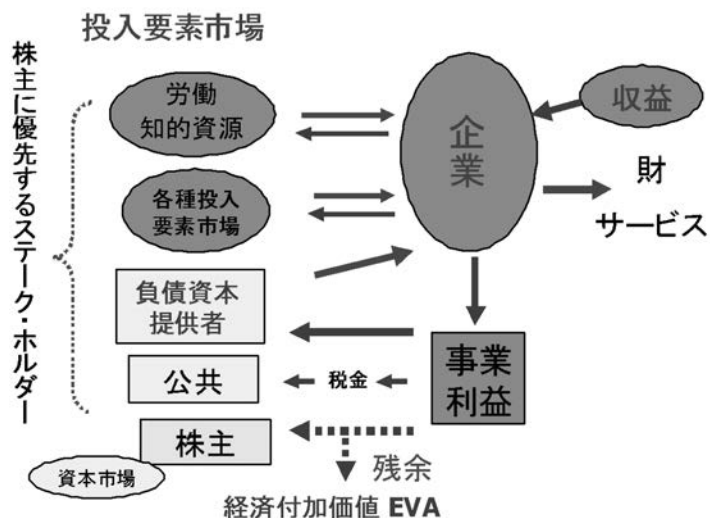 投入要素市場
株主に優先するステーク・ホルダー
労働
知的資源
企業
収益
財
サービス
各種投入
要素市場
負債資本
提供者
公共
税金
事業
利益
株主
資本市場
残余
経済付加価値 EVA